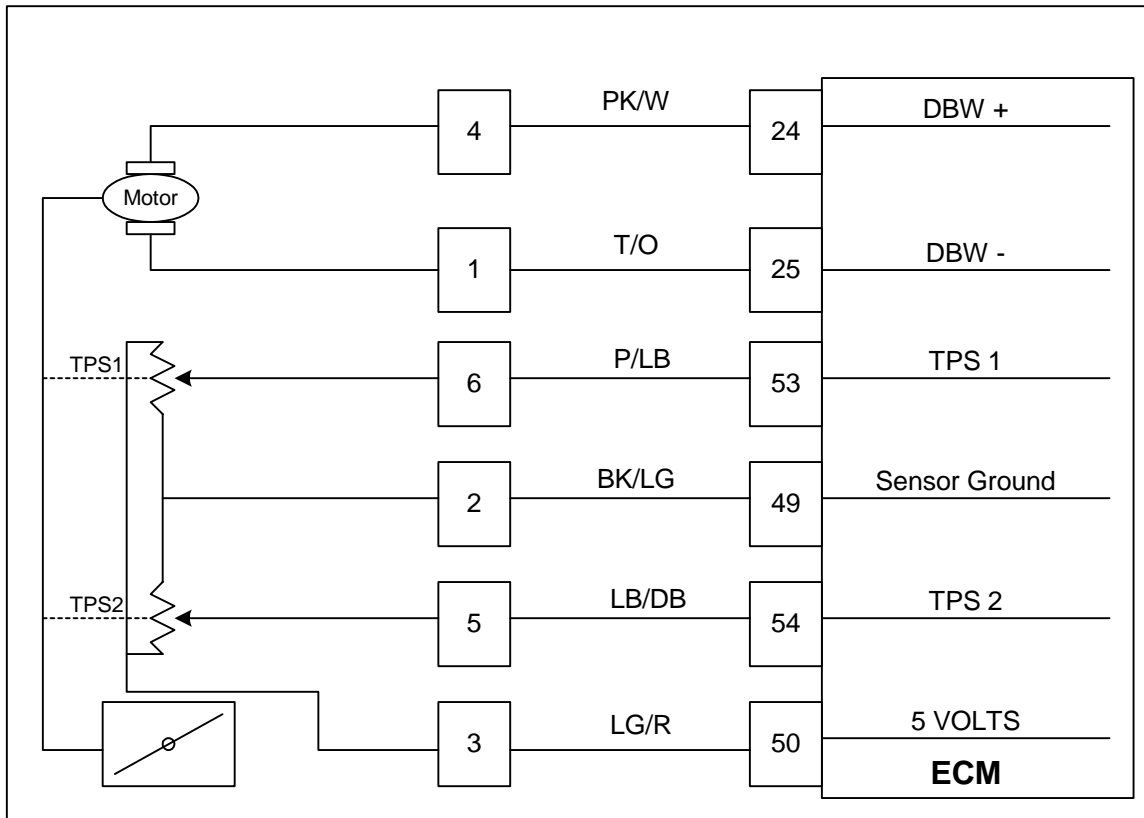 4 PK/W 24 DBW +
Motor
1 T/O 25 DBW -
TPS1 6 P/LB 53 TPS 1
2 BK/LG 49 Sensor Ground
TPS2 5 LB/DB 54 TPS 2
3 LG/R 50 5 VOLTS
ECM